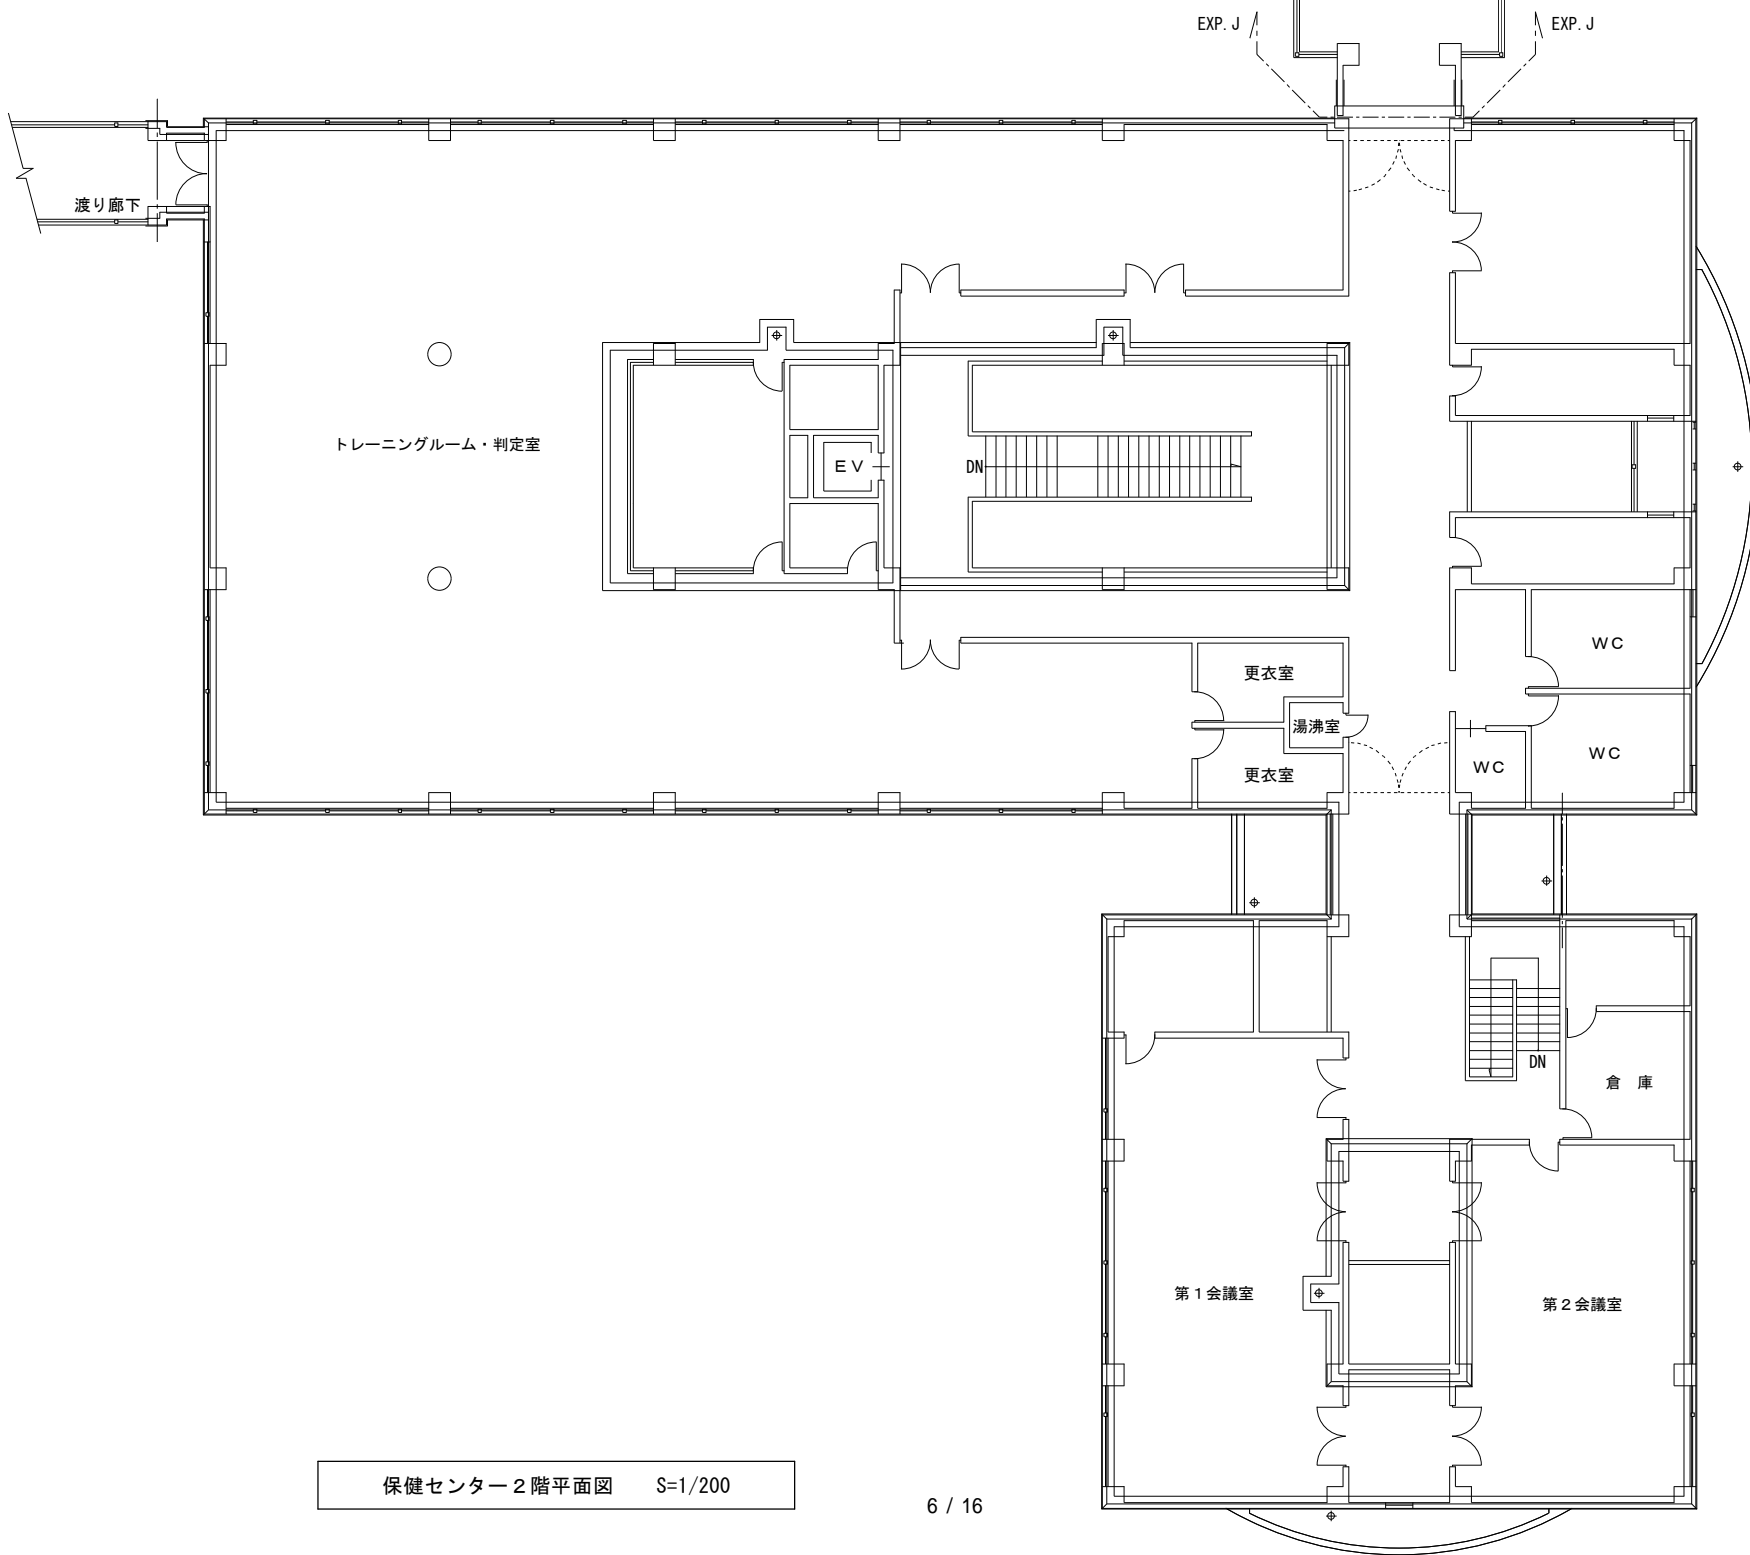 EXP.J
EXP.J
渡り廊下
トレーニングルーム・判定室
ＥＶ
DN
ＷＣ
更衣室
湯沸室
ＷＣ
ＷＣ
更衣室
DN
倉　庫
第１会議室
第２会議室
保健センター２階平面図　　S=1/200
6 / 16